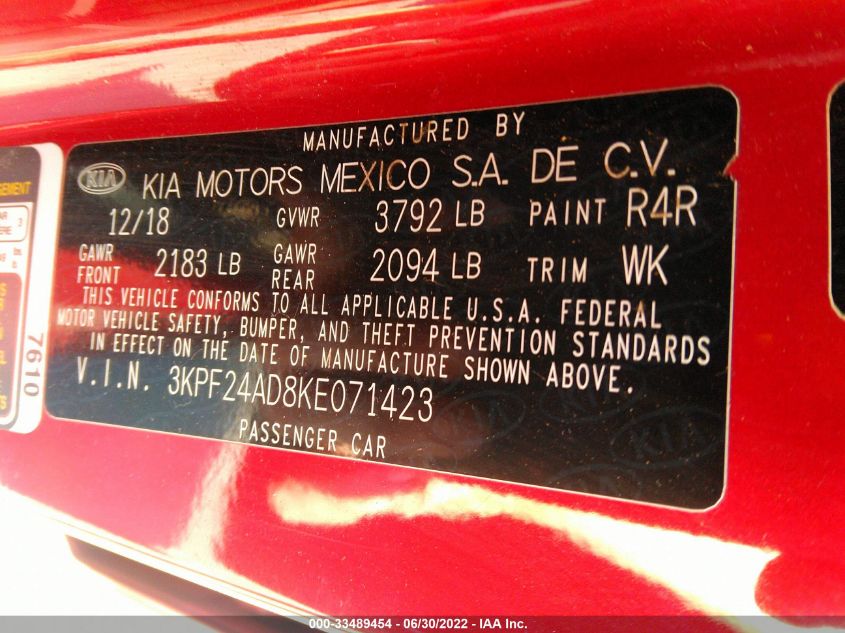 MANUFACTURED BY
KIA KIA MOTORS MEXICO S.A. DE C.V.
12/18 GVWR 3792 LB PAINT R4R
GAWR FRONT 2183 LB GAWR REAR 2094 LB TRIM WK
THIS VEHICLE CONFORMS TO ALL APPLICABLE U.S.A. FEDERAL
MOTOR VEHICLE SAFETY, BUMPER, AND THEFT PREVENTION STANDARDS
IN EFFECT ON THE DATE OF MANUFACTURE SHOWN ABOVE.
V.I.N. 3KPF24AD8KE071423
PASSENGER CAR
7610
000-33489454 - 06/30/2022 - IAA Inc.